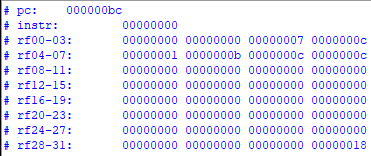 # pc: 000000bc
# instr: 00000000
# rf00-03: 00000000 00000000 00000007 0000000c
# rf04-07: 00000001 0000000b 0000000c 0000000c
# rf08-11: 00000000 00000000 00000000 00000000
# rf12-15: 00000000 00000000 00000000 00000000
# rf16-19: 00000000 00000000 00000000 00000000
# rf20-23: 00000000 00000000 00000000 00000000
# rf24-27: 00000000 00000000 00000000 00000000
# rf28-31: 00000000 00000000 00000000 00000018